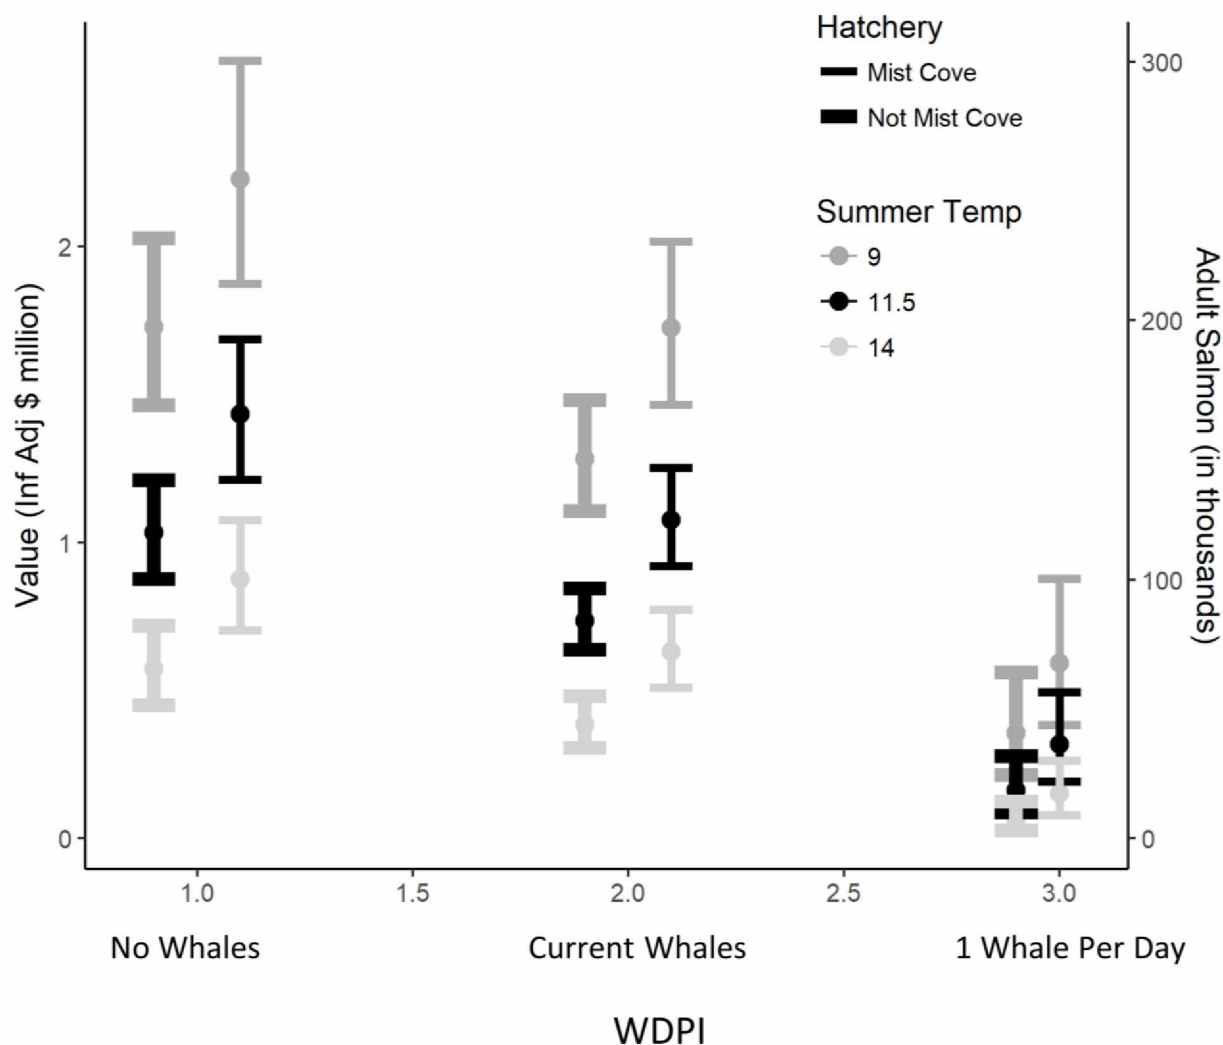 Hatchery
Mist Cove
Not Mist Cove
Summer Temp
9
11.5
14
Value (Inf Adj $ million)
2
1
0
300
200
100
0
Adult Salmon (in thousands)
1.0 1.5 2.0 2.5 3.0
No Whales Current Whales 1 Whale Per Day
WDPI